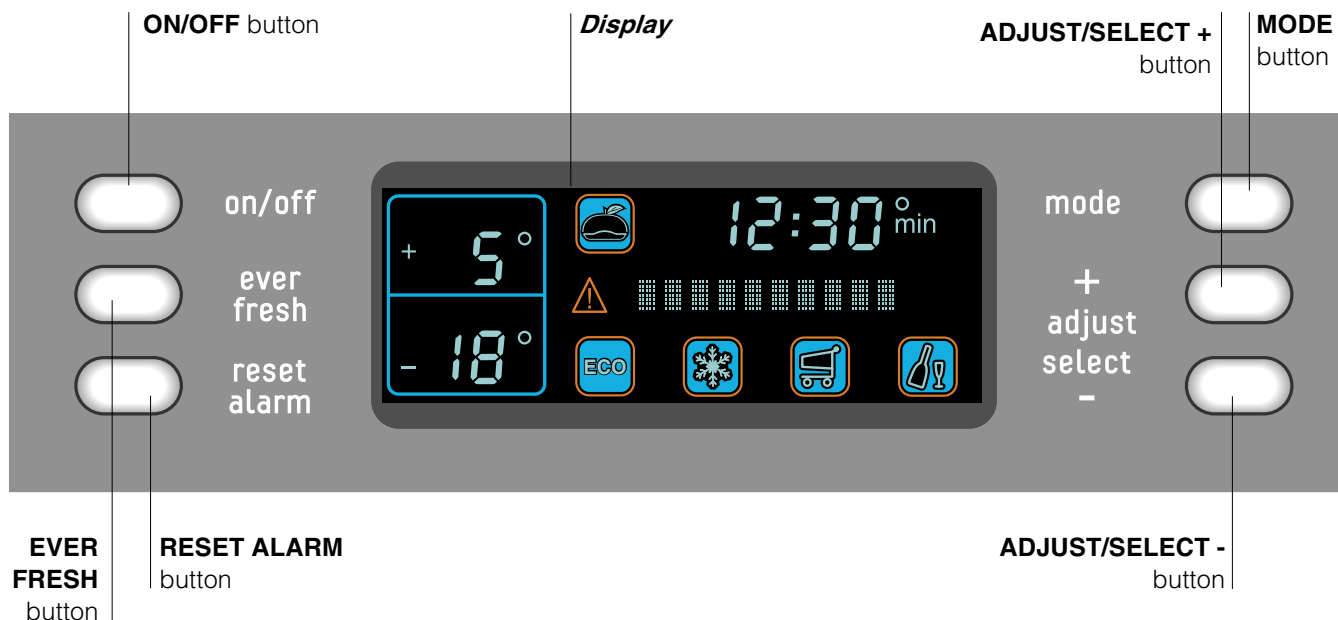 ON/OFF button
Display
ADJUST/SELECT +
button
MODE
button
on/off
ever
fresh
reset
alarm
+ 5°
- 18°
12:30 °
min
ECO
mode
+
adjust
select
-
EVER
FRESH
button
RESET ALARM
button
ADJUST/SELECT -
button